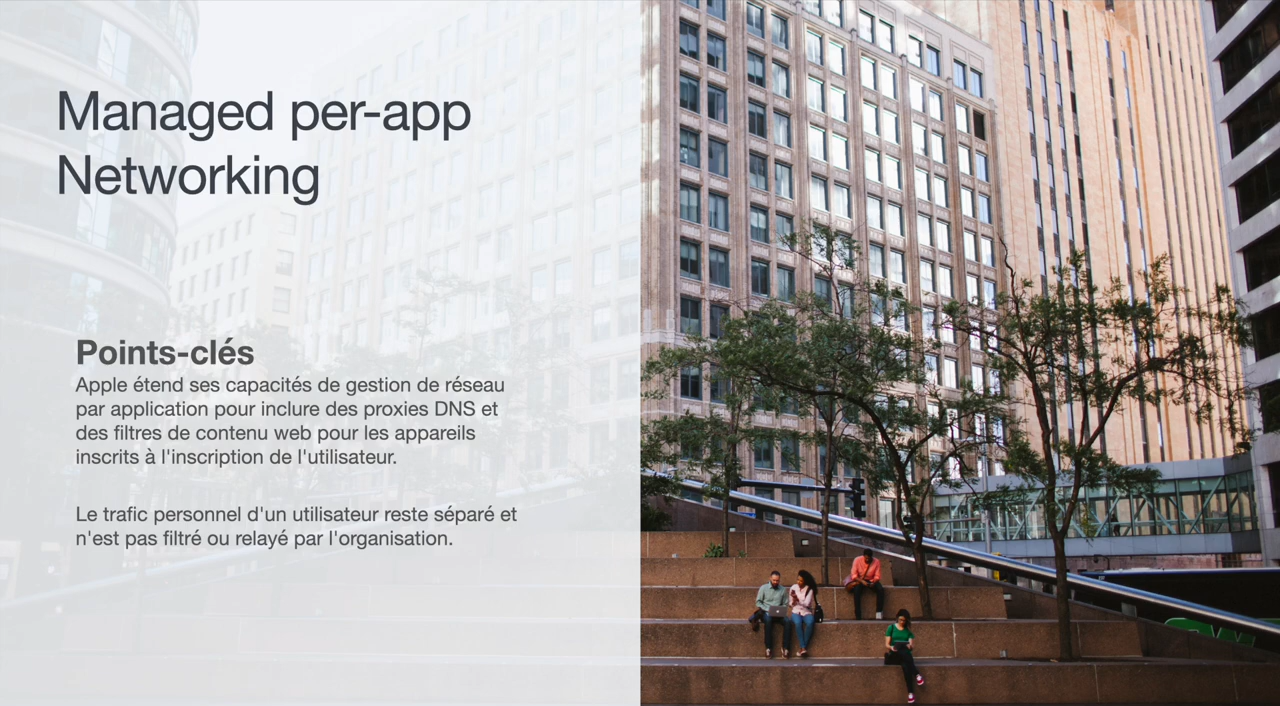 Managed per-app
Networking
Points-clés
Apple étend ses capacités de gestion de réseau
par application pour inclure des proxies DNS et
des filtres de contenu web pour les appareils
inscrits à l'inscription de l'utilisateur.
Le trafic personnel d'un utilisateur reste séparé et
n'est pas filtré ou relayé par l'organisation.